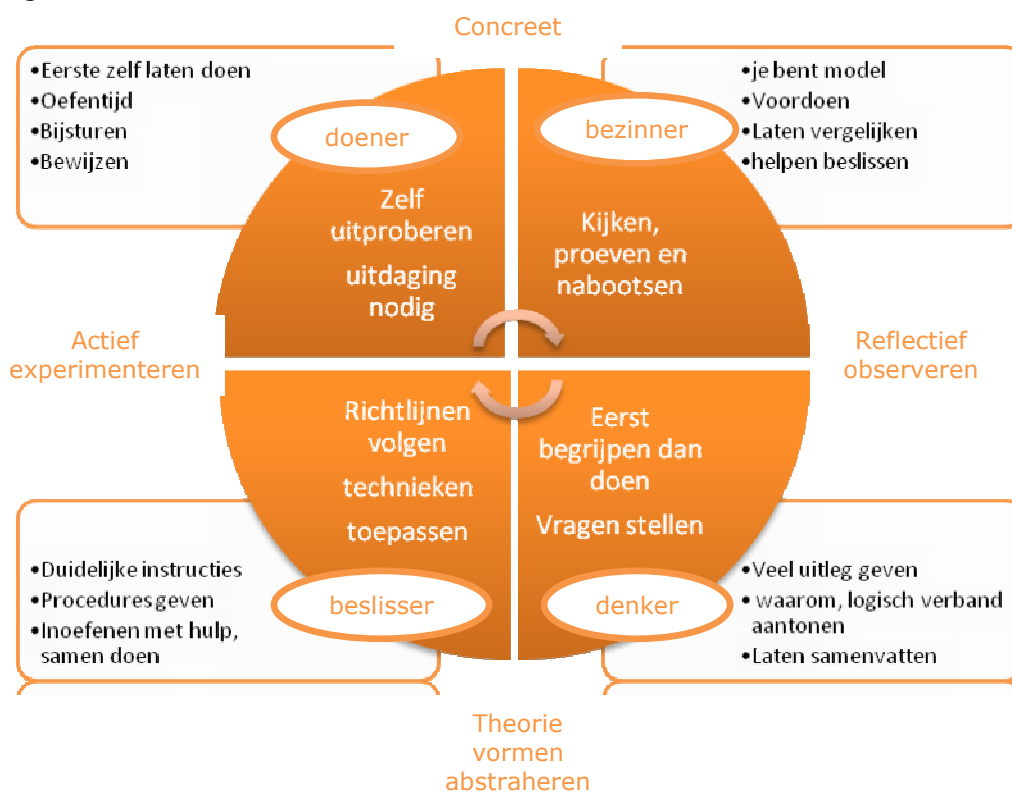 Concreet
•Eerste zelf laten doen
•Oefentijd
•Bijsturen
•Bewijzen
doener
Zelf
uitproberen
uitdaging
nodig
bezinner
Kijken,
proeven en
nabootsen
•je bent model
•Voordoen
•Laten vergelijken
•helpen beslissen
Actief
experimenteren
Reflectief
observeren
Richtlijnen
volgen
technieken
toepassen
beslisser
•Duidelijke instructies
•Procedures geven
•Inoefenen met hulp,
samen doen
Eerst
begrijpen dan
doen
Vragen stellen
denker
•Veel uitleg geven
• waarom, logisch verband
aantonen
•Laten samenvatten
Theorie
vormen
abstraheren